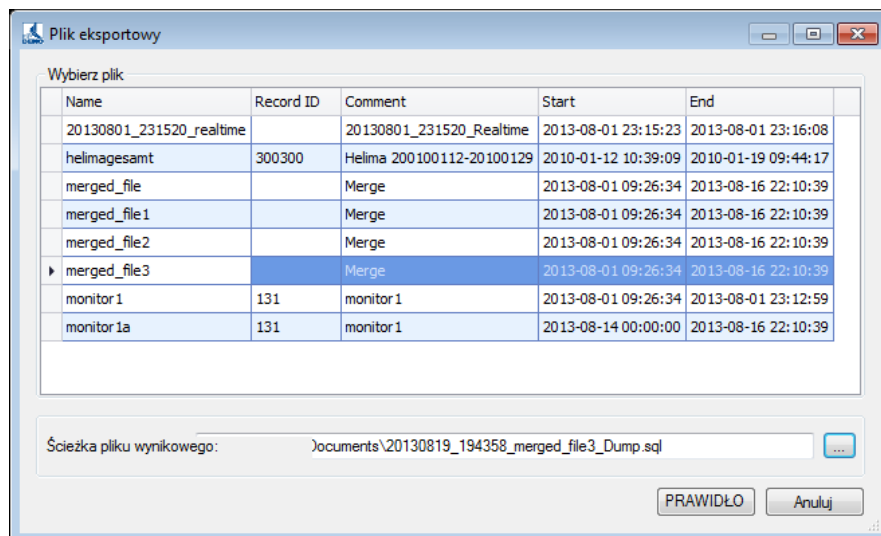 Plik eksportowy
Wybierz plik
Name Record ID Comment Start End
20130801_231520_realtime 20130801_231520_Realtime 2013-08-01 23:15:23 2013-08-01 23:16:08
helimagesamt 300300 Helima 200100112-20100129 2010-01-12 10:39:09 2010-01-19 09:44:17
merged_file Merge 2013-08-01 09:26:34 2013-08-16 22:10:39
merged_file1 Merge 2013-08-01 09:26:34 2013-08-16 22:10:39
merged_file2 Merge 2013-08-01 09:26:34 2013-08-16 22:10:39
merged_file3 Merge 2013-08-01 09:26:34 2013-08-16 22:10:39
monitor1 131 monitor1 2013-08-01 09:26:34 2013-08-01 23:12:59
monitor1a 131 monitor1 2013-08-14 00:00:00 2013-08-16 22:10:39
Ścieżka pliku wynikowego: Documents\20130819_194358_merged_file3_Dump.sql ...
PRAWIDŁO Anuluj